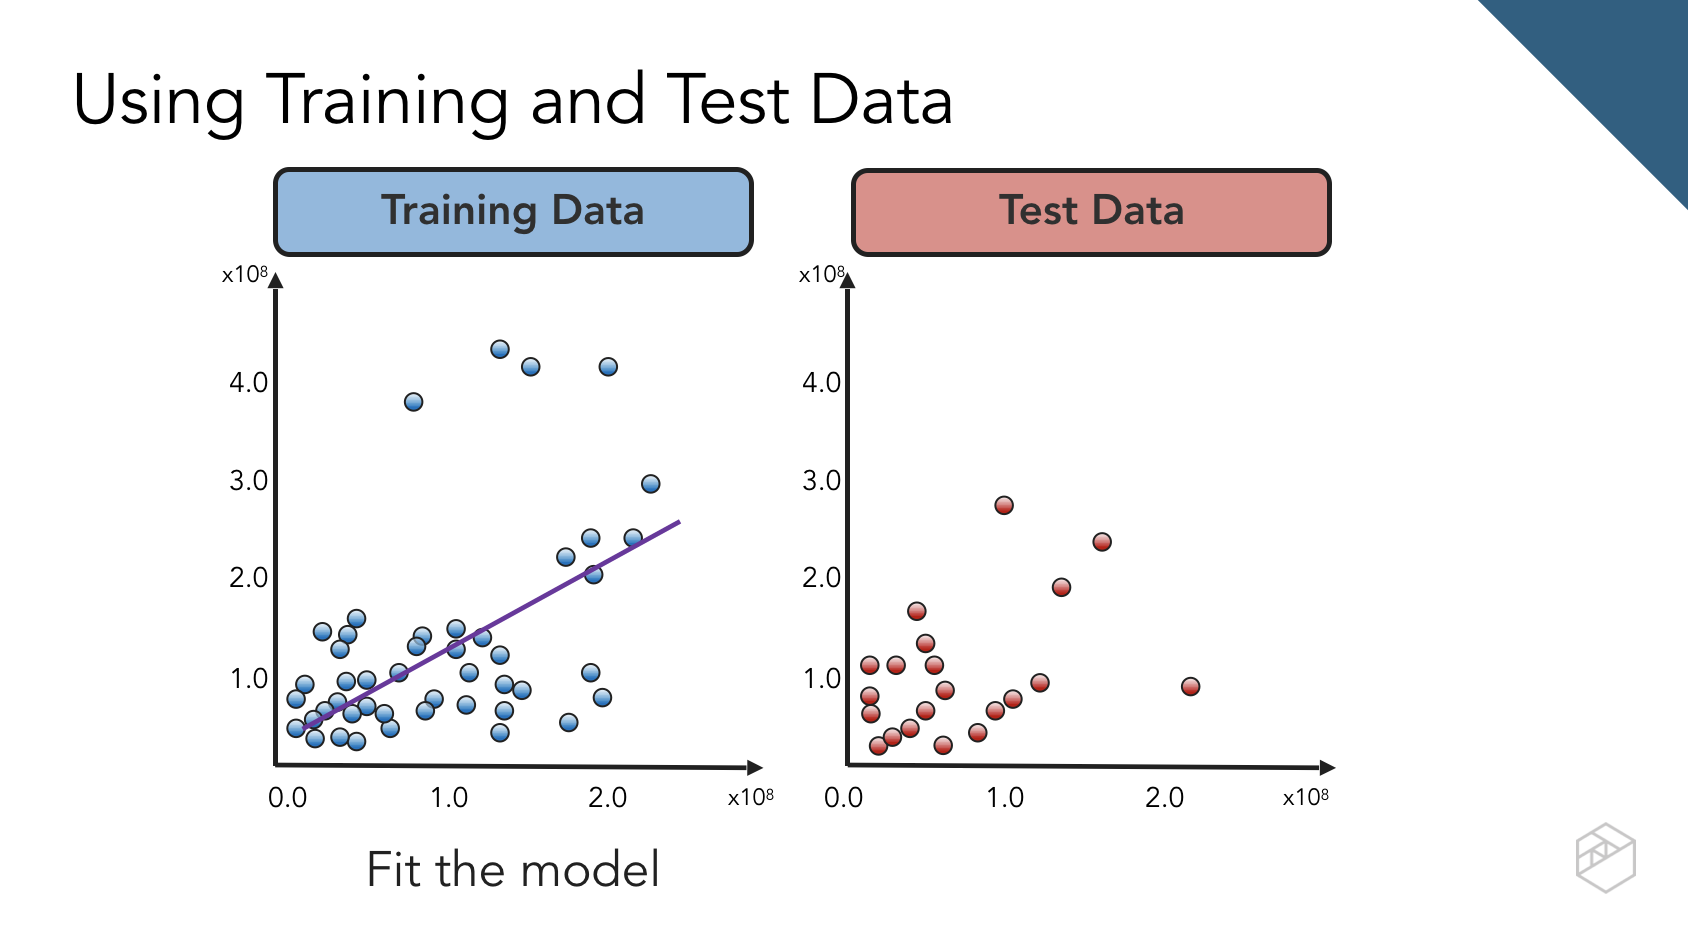 Using Training and Test Data
Training Data
Test Data
x10⁸
4.0
3.0
2.0
1.0
0.0 1.0 2.0 x10⁸
x10⁸
4.0
3.0
2.0
1.0
0.0 1.0 2.0 x10⁸
Fit the model